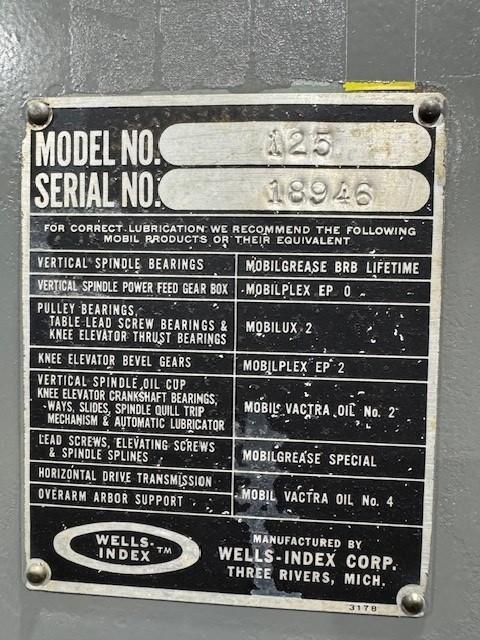 MODEL NO. 125
SERIAL NO. 18946
FOR CORRECT LUBRICATION WE RECOMMEND THE FOLLOWING
MOBIL PRODUCTS OR THEIR EQUIVALENT
VERTICAL SPINDLE BEARINGS MOBILGREASE BRB LIFETIME
VERTICAL SPINDLE POWER FEED GEAR BOX MOBILPLEX EP 0
PULLEY BEARINGS,
TABLE LEAD SCREW BEARINGS &
KNEE ELEVATOR THRUST BEARINGS
MOBILUX 2
KNEE ELEVATOR BEVEL GEARS MOBILPLEX EP 2
VERTICAL SPINDLE OIL CUP
KNEE ELEVATOR CRANKSHAFT BEARINGS,
WAYS, SLIDES, SPINDLE QUILL TRIP
MECHANISM & AUTOMATIC LUBRICATOR
MOBIL VACTRA OIL No. 2
LEAD SCREWS, ELEVATING SCREWS
& SPINDLE SPLINES
MOBILGREASE SPECIAL
HORIZONTAL DRIVE TRANSMISSION
OVERARM ARBOR SUPPORT
MOBIL VACTRA OIL No. 4
WELLS-
INDEX TM
MANUFACTURED BY
WELLS-INDEX CORP.
THREE RIVERS, MICH.
3178